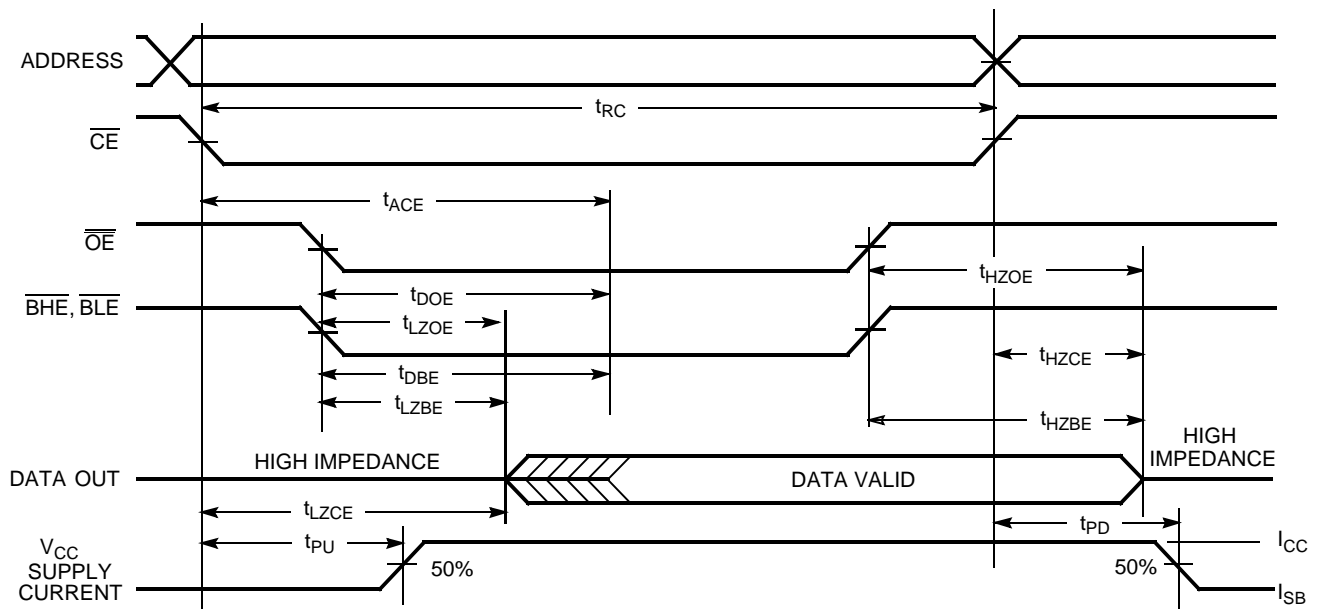 ADDRESS
tRC
CE
tACE
OE
tHZOE
tDOE
BHE, BLE
tLZOE
tHZCE
tDBE
tLZBE
tHZBE
HIGH IMPEDANCE
HIGH
IMPEDANCE
DATA OUT
DATA VALID
tLZCE
tPD
tPU
VCC
SUPPLY
CURRENT
50%
50%
ICC
ISB